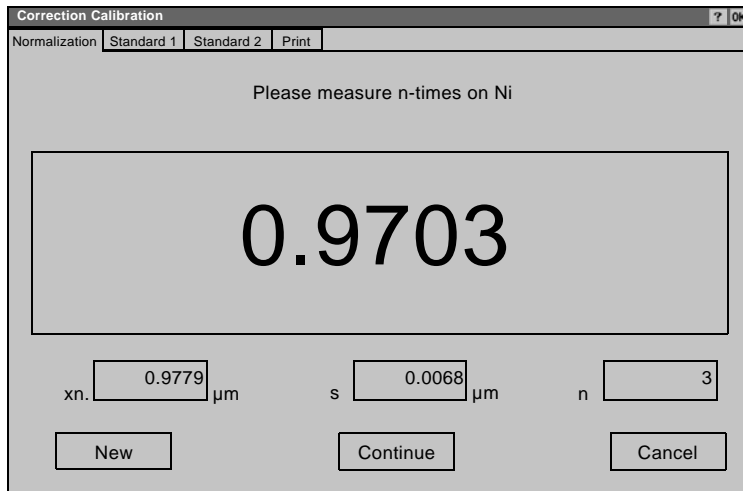 Correction Calibration ? OK
Normalization Standard 1 Standard 2 Print
Please measure n-times on Ni
0.9703
xn. 0.9779 µm s 0.0068 µm n 3
New Continue Cancel